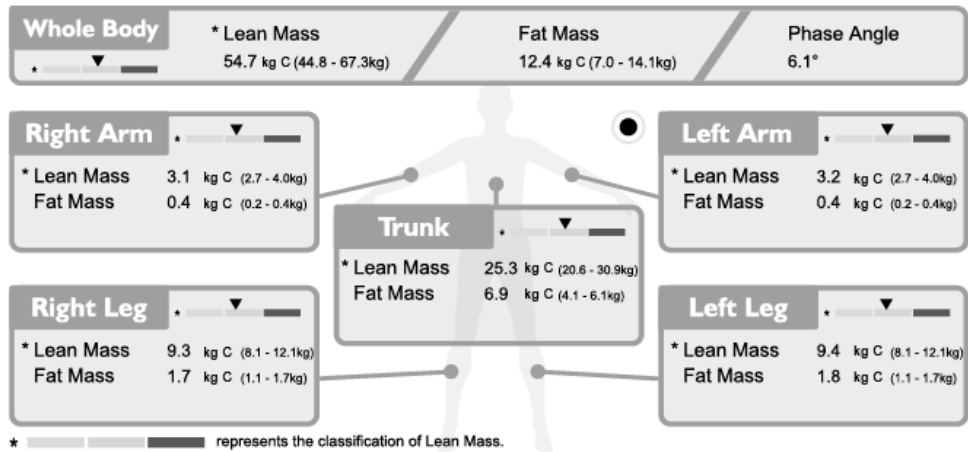 Whole Body
* Lean Mass
54.7 kg C (44.8 - 67.3kg)
Fat Mass
12.4 kg C (7.0 - 14.1kg)
Phase Angle
6.1°
*
Right Arm
*
* Lean Mass 3.1 kg C (2.7 - 4.0kg)
Fat Mass 0.4 kg C (0.2 - 0.4kg)
Left Arm
*
* Lean Mass 3.2 kg C (2.7 - 4.0kg)
Fat Mass 0.4 kg C (0.2 - 0.4kg)
Trunk
*
* Lean Mass 25.3 kg C (20.6 - 30.9kg)
Fat Mass 6.9 kg C (4.1 - 6.1kg)
Right Leg
*
* Lean Mass 9.3 kg C (8.1 - 12.1kg)
Fat Mass 1.7 kg C (1.1 - 1.7kg)
Left Leg
*
* Lean Mass 9.4 kg C (8.1 - 12.1kg)
Fat Mass 1.8 kg C (1.1 - 1.7kg)
* represents the classification of Lean Mass.